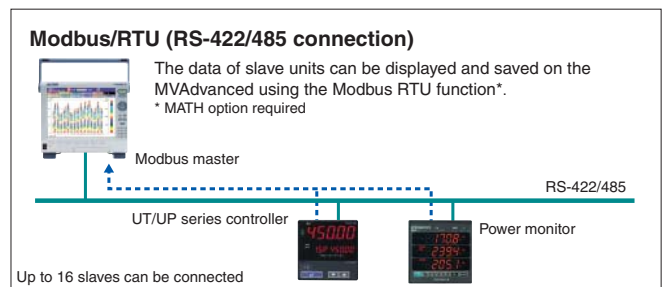 Modbus/RTU (RS-422/485 connection)
The data of slave units can be displayed and saved on the
MVAdvanced using the Modbus RTU function*.
* MATH option required
Modbus master
RS-422/485
UT/UP series controller
Power monitor
450.00
Up to 16 slaves can be connected